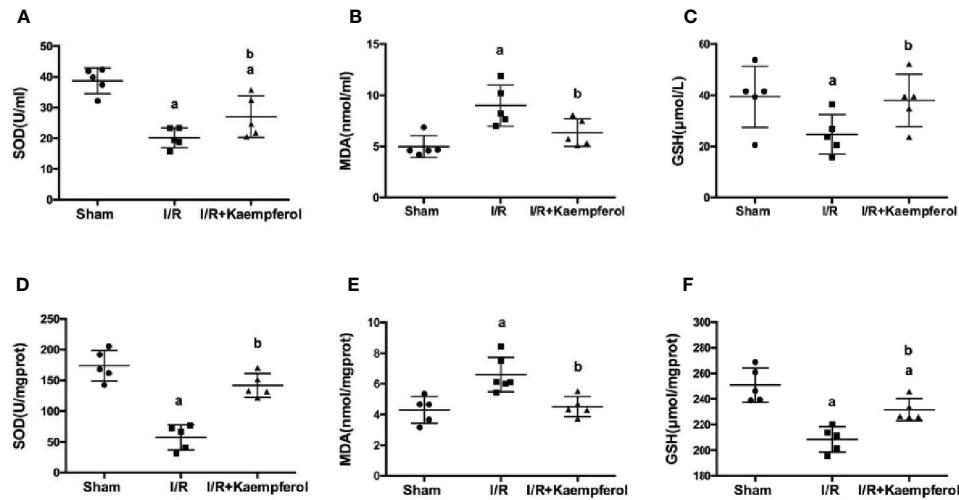 A
SOD(U/ml)
50
40
30
20
10
0
a
b
a
Sham
I/R
I/R+Kaempferol
B
MDA(nmol/ml)
15
10
5
0
a
b
Sham
I/R
I/R+Kaempferol
C
GSH(μmol/L)
60
40
20
0
a
b
Sham
I/R
I/R+Kaempferol
D
SOD(U/mgprot)
250
200
150
100
50
0
a
b
Sham
I/R
I/R+Kaempferol
E
MDA(nmol/mgprot)
10
8
6
4
2
0
a
b
Sham
I/R
I/R+Kaempferol
F
GSH(μmol/mgprot)
300
280
260
240
220
200
180
a
b
a
Sham
I/R
I/R+Kaempferol